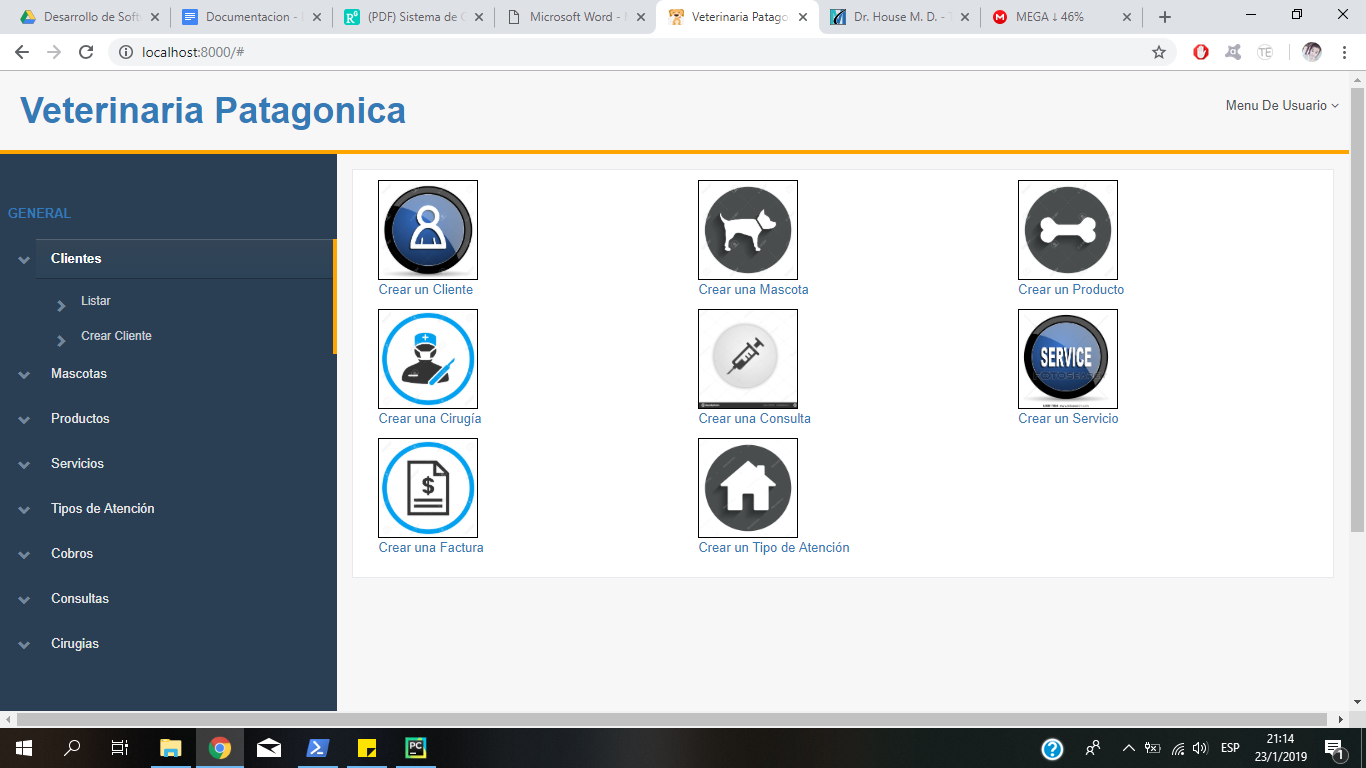 Desarrollo de Soft
Documentacion -
(PDF) Sistema de
Microsoft Word -
Veterinaria Patago
Dr. House M. D. -
MEGA ↓ 46%
localhost:8000/#
TE
Veterinaria Patagonica
Menu De Usuario
GENERAL
Clientes
Listar
Crear Cliente
Mascotas
Productos
Servicios
Tipos de Atención
Cobros
Consultas
Cirugias
Crear un Cliente
Crear una Mascota
Crear un Producto
SERVICE
Crear una Cirugía
Crear una Consulta
Crear un Servicio
$
Crear una Factura
Crear un Tipo de Atención
PC
ESP
21:14
23/1/2019
1